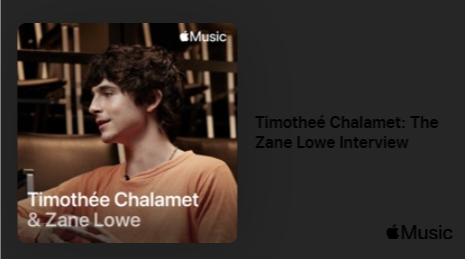 Music
Timothée Chalamet
& Zane Lowe
Timotheé Chalamet: The
Zane Lowe Interview
Music